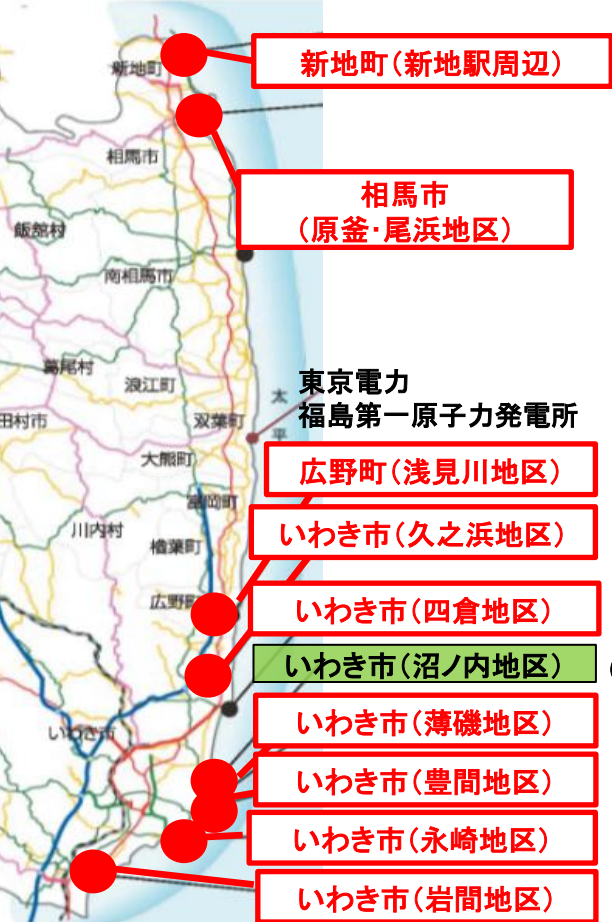 新地町(新地駅周辺)
新地町
相馬市
相馬市
(原釜・尾浜地区)
飯舘村
南相馬市
葛尾村
浪江町
東京電力
太
福島第一原子力発電所
田村市
双葉町
平
大熊町
広野町(浅見川地区)
富岡町
川内村
いわき市(久之浜地区)
楢葉町
広野町
いわき市(四倉地区)
いわき市(沼ノ内地区)
いわき市(薄磯地区)
いわき市
いわき市(豊間地区)
いわき市(永崎地区)
いわき市(岩間地区)